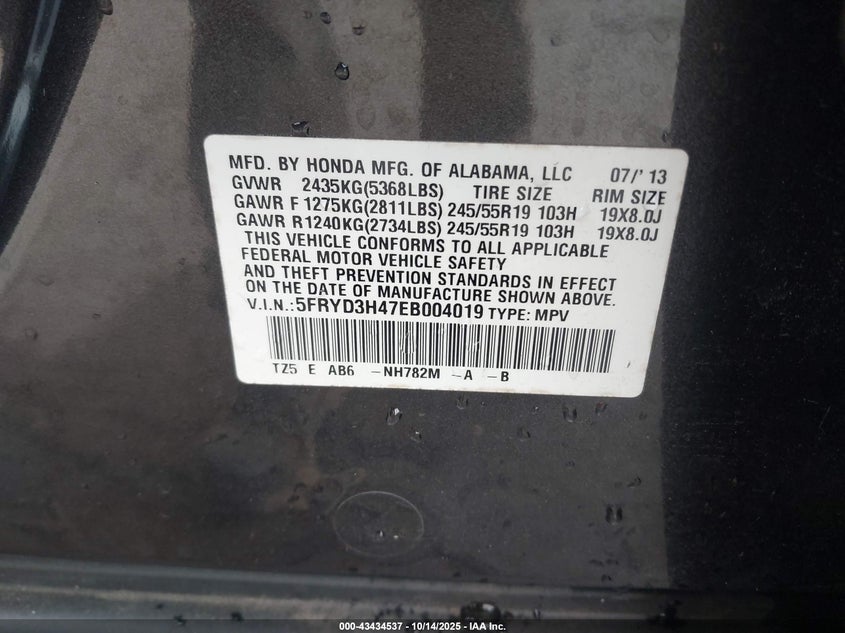 MFD. BY HONDA MFG. OF ALABAMA, LLC 07/'13
GVWR 2435KG(5368LBS) TIRE SIZE RIM SIZE
GAWR F 1275KG(2811LBS) 245/55R19 103H 19X8.0J
GAWR R1240KG(2734LBS) 245/55R19 103H 19X8.0J
THIS VEHICLE CONFORMS TO ALL APPLICABLE
FEDERAL MOTOR VEHICLE SAFETY
AND THEFT PREVENTION STANDARDS IN EFFECT
ON THE DATE OF MANUFACTURE SHOWN ABOVE.
V.I.N.:5FRYD3H47EB004019 TYPE: MPV
TZ5 E AB6 -NH782M -A -B
000-43434537 - 10/14/2025 - IAA Inc.